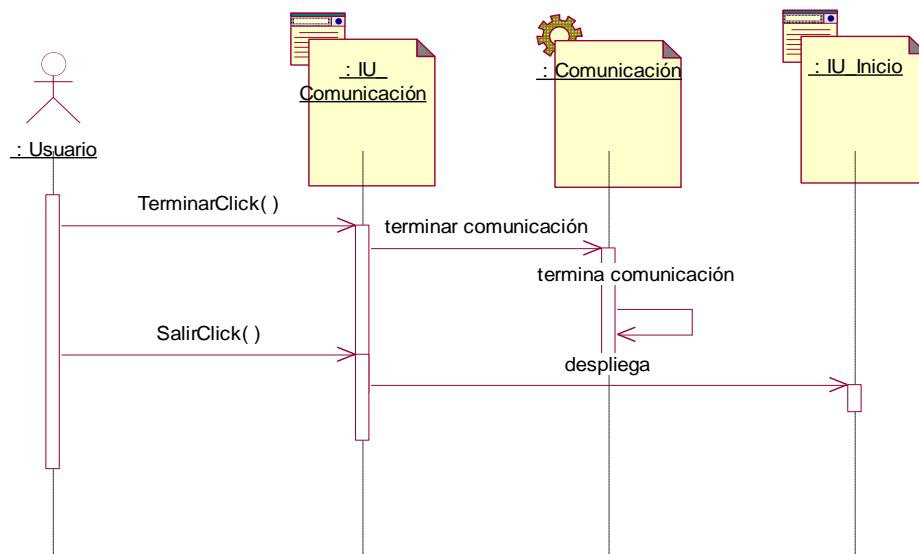 : IU_
Comunicación
: Comunicación
: IU_Inicio
: Usuario
TerminarClick( )
terminar comunicación
termina comunicación
SalirClick( )
despliega